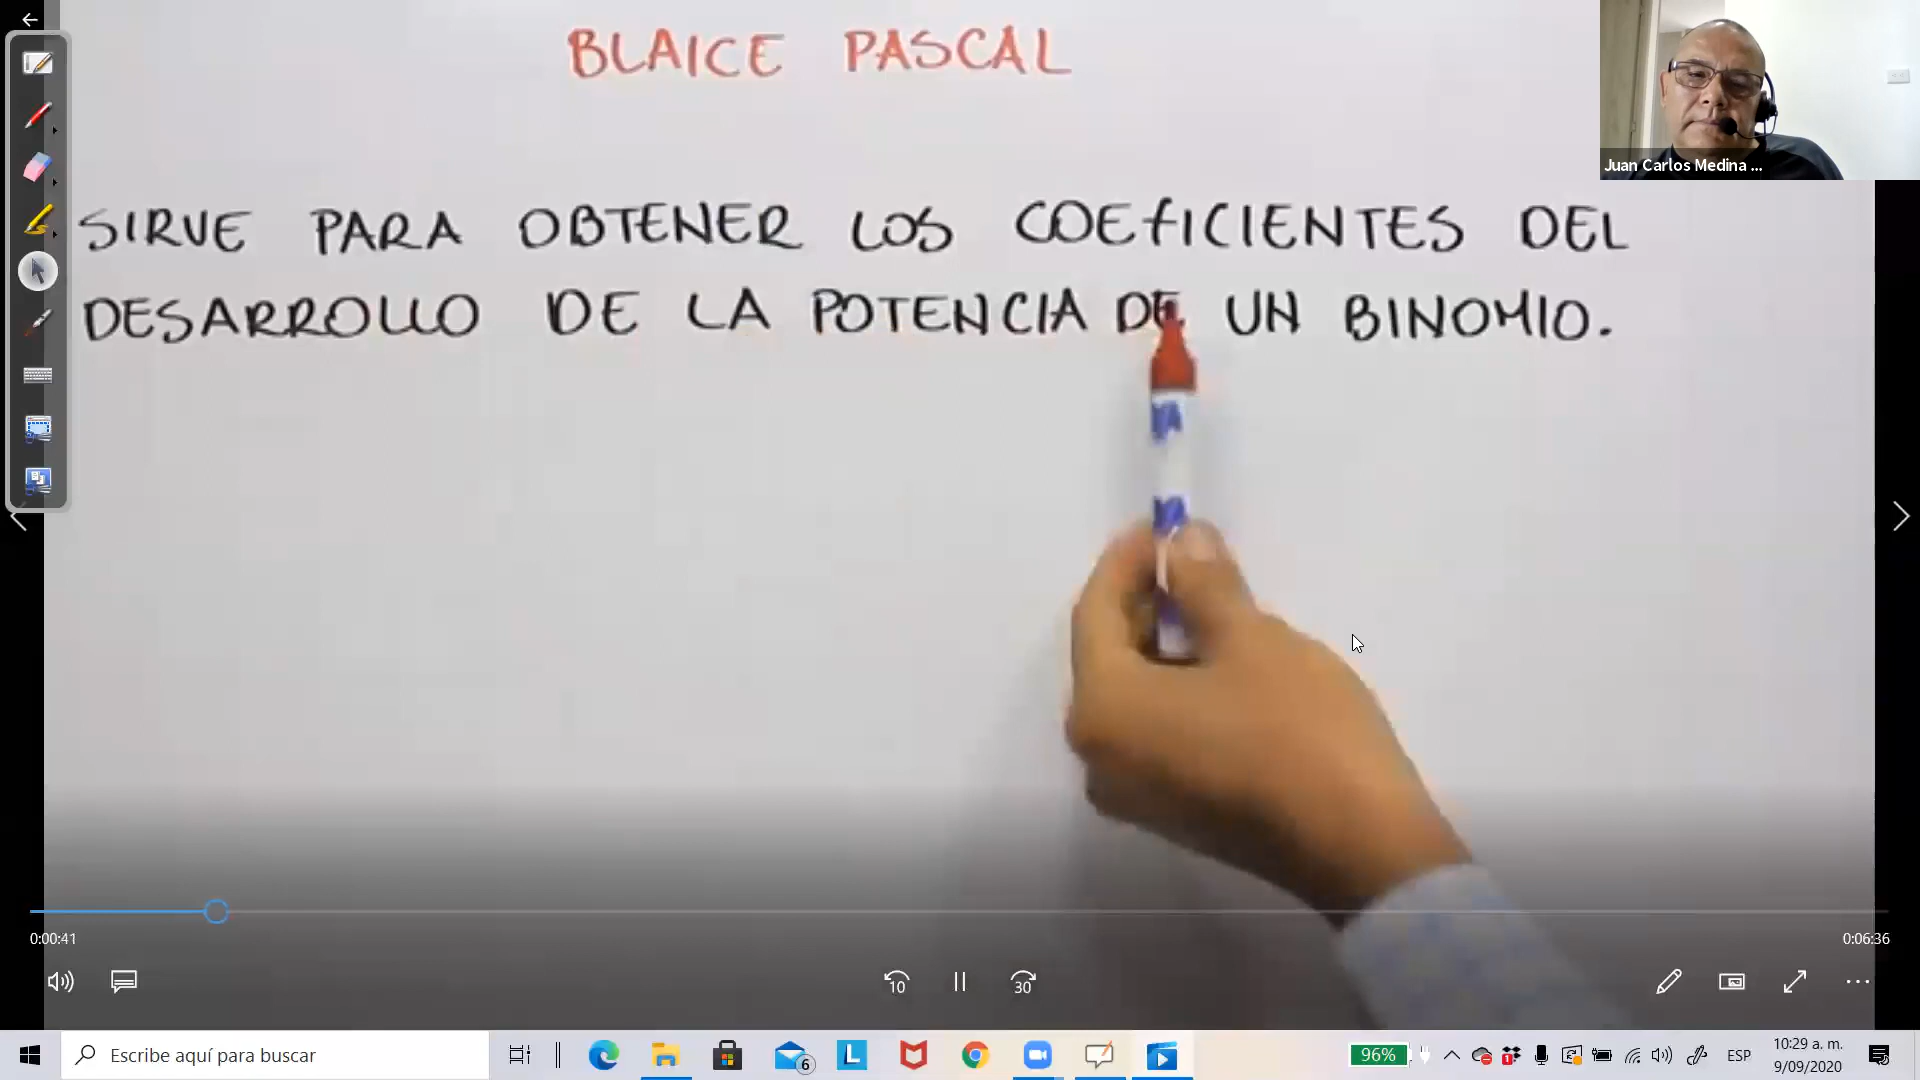 BLAICE PASCAL
Juan Carlos Medina ...
SIRVE PARA OBTENER LOS COEFICIENTES DEL
DESARROLLO DE LA POTENCIA DE UN BINOMIO.
0:00:41
0:06:36
10
30
Escribe aquí para buscar
6
L
96%
1
ESP
10:29 a. m.
9/09/2020
3